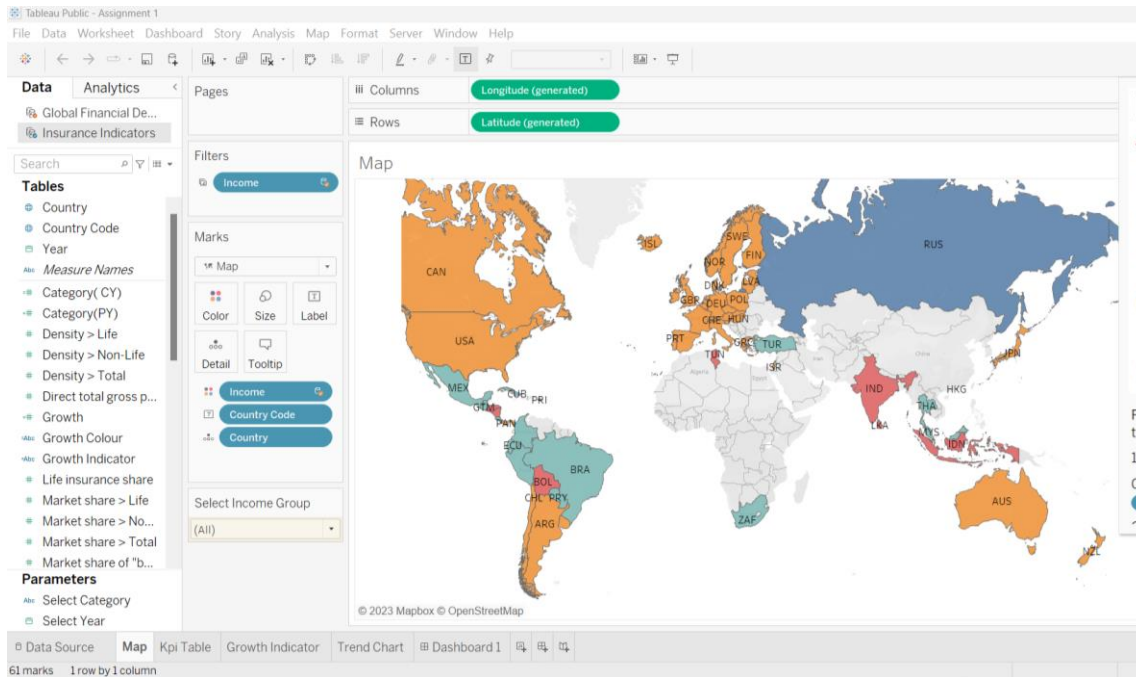 Tableau Public - Assignment 1
File Data Worksheet Dashboard Story Analysis Map Format Server Window Help
Data Analytics
Global Financial De...
Insurance Indicators
Search
Tables
Country
Country Code
Year
Abc Measure Names
Category( CY)
Category(PY)
Density > Life
Density > Non-Life
Density > Total
Direct total gross p...
Growth
Abc Growth Colour
Abc Growth Indicator
Life insurance share
Market share > Life
Market share > No...
Market share > Total
Market share of "b...
Parameters
Abc Select Category
Select Year
Pages
Filters
Income
Marks
Map
Color Size Label
Detail Tooltip
Income
Country Code
Country
Select Income Group
(All)
Columns Longitude (generated)
Rows Latitude (generated)
Map
ISL
SWE
NOR
FIN
RUS
CAN
DNK
LVA
GBR
DEU
POL
CHE
HUN
USA
PRT
GRC
TUR
JPN
TUN
ISR
Algeria
Iran
China
MEX
CUB
PRI
IND
HKG
GTM
Egypt
THA
PAN
LKA
MYS
ECU
IDN
BRA
BOL
CHL
PRY
ZAF
AUS
ARG
NZL
© 2023 Mapbox © OpenStreetMap
Data Source Map Kpi Table Growth Indicator Trend Chart Dashboard 1
61 marks 1 row by 1 column